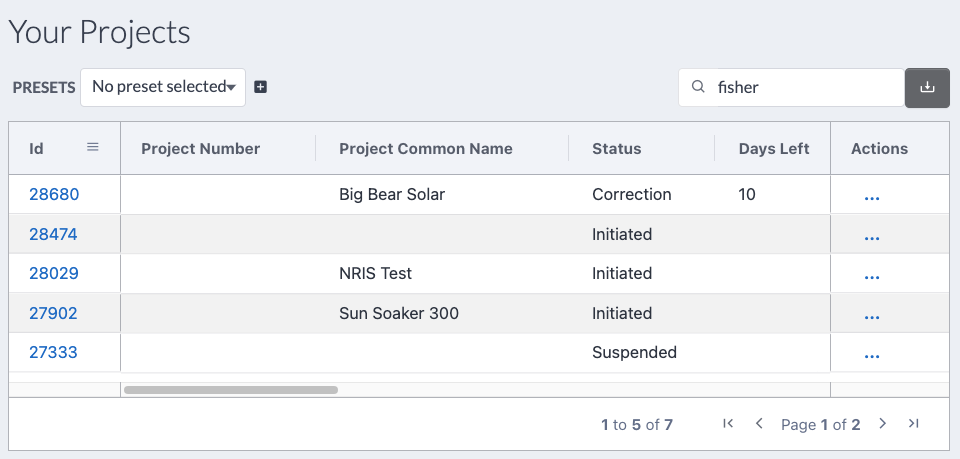 Your Projects
PRESETS No preset selected fisher
Id Project Number Project Common Name Status Days Left Actions
28680 Big Bear Solar Correction 10 ...
28474 Initiated ...
28029 NRIS Test Initiated ...
27902 Sun Soaker 300 Initiated ...
27333 Suspended ...
1 to 5 of 7 Page 1 of 2